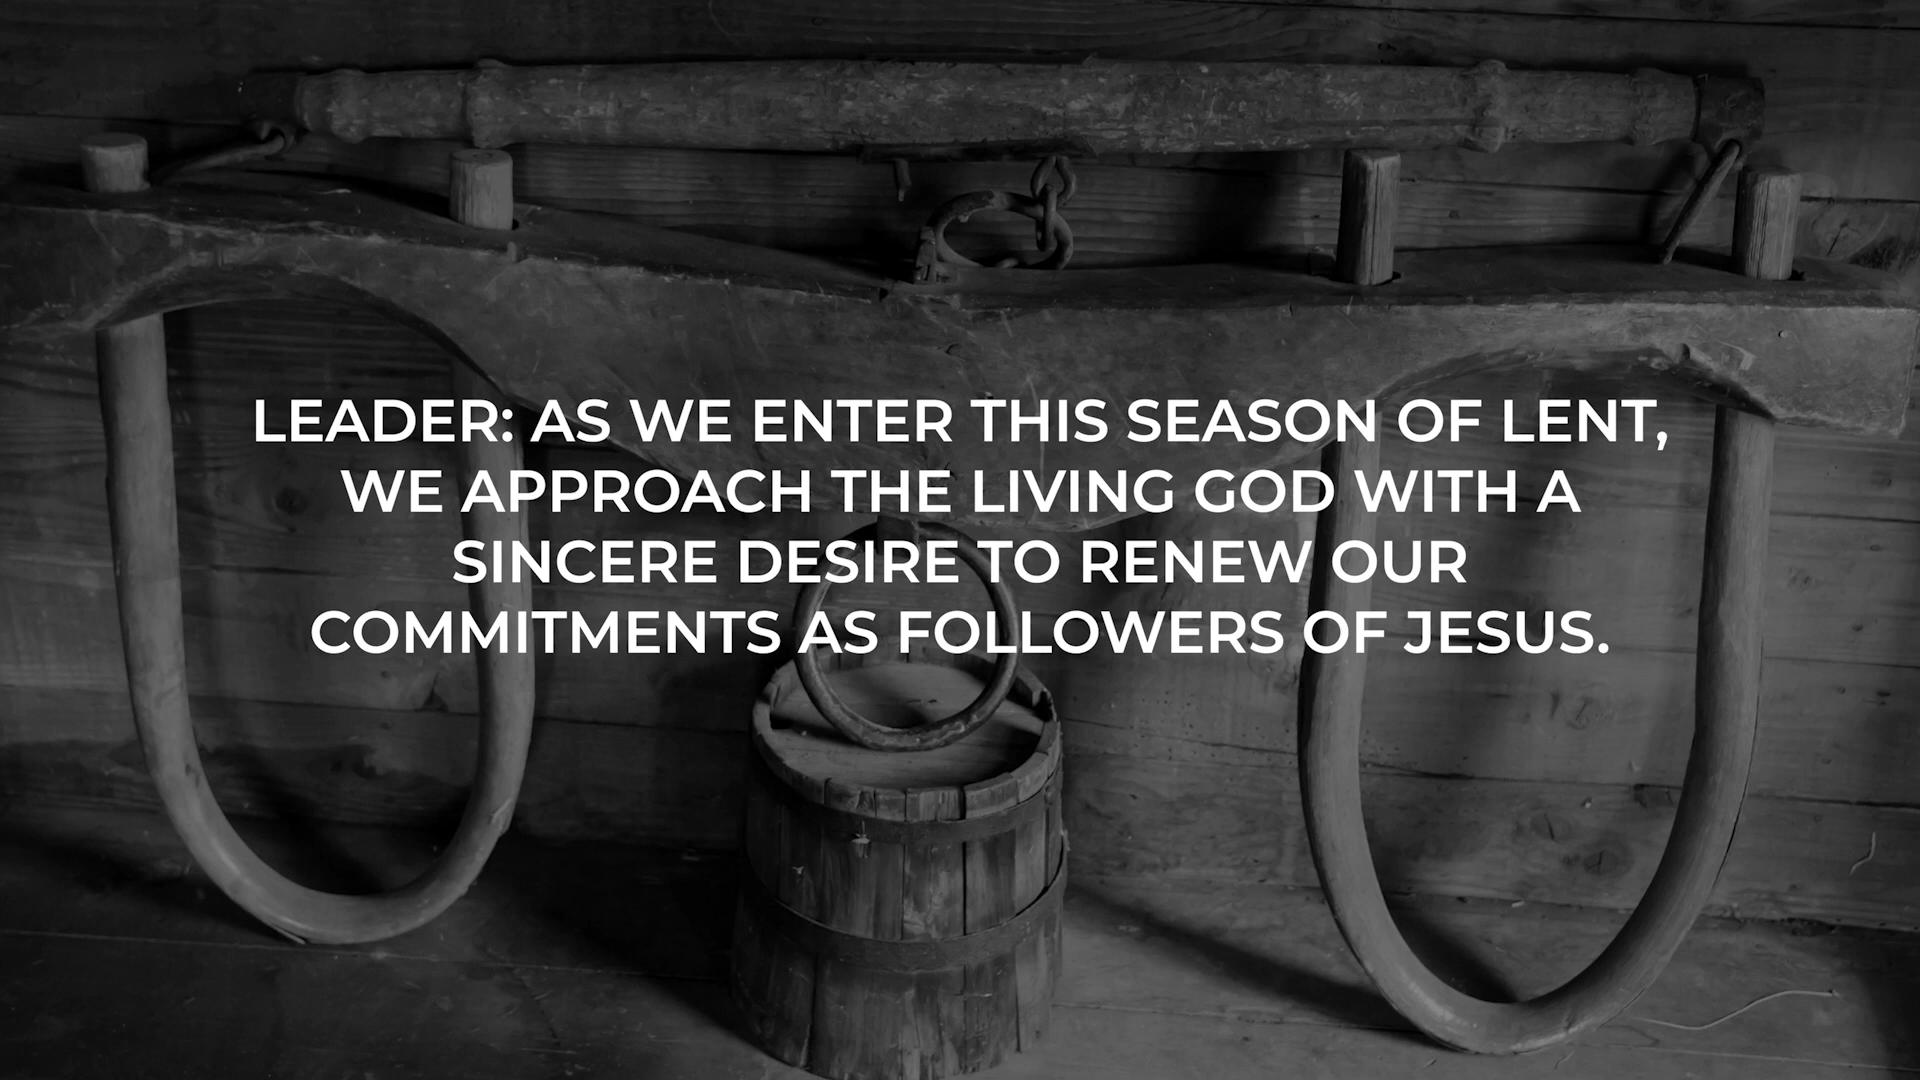 LEADER: AS WE ENTER THIS SEASON OF LENT,
WE APPROACH THE LIVING GOD WITH A
SINCERE DESIRE TO RENEW OUR
COMMITMENTS AS FOLLOWERS OF JESUS.